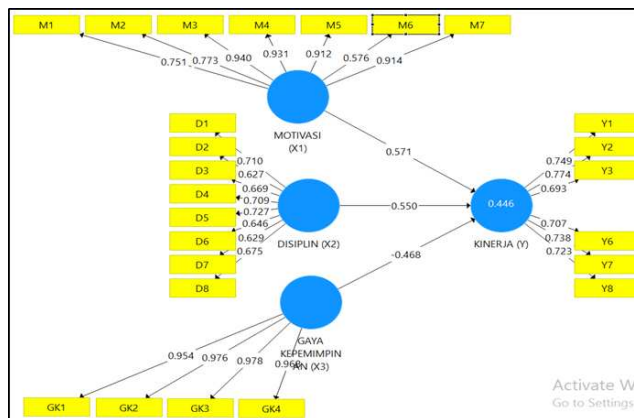 M1 M2 M3 M4 M5 M6 M7
0.751 0.773 0.940 0.931 0.912 0.576 0.914
MOTIVASI
(X1)
0.571
D1
D2
D3
D4
D5
D6
D7
D8
0.710
0.627
0.669
0.709
0.727
0.646
0.629
0.675
DISIPLIN (X2)
0.550
Y1
Y2
Y3
0.749
0.774
0.693
0.446
KINERJA (Y)
0.707
0.738
0.723
Y6
Y7
Y8
-0.468
GAYA
KEPEMIMPIN
AN (X3)
0.954 0.976 0.978
GK1 GK2 GK3 GK4
Activate W
Go to Settings